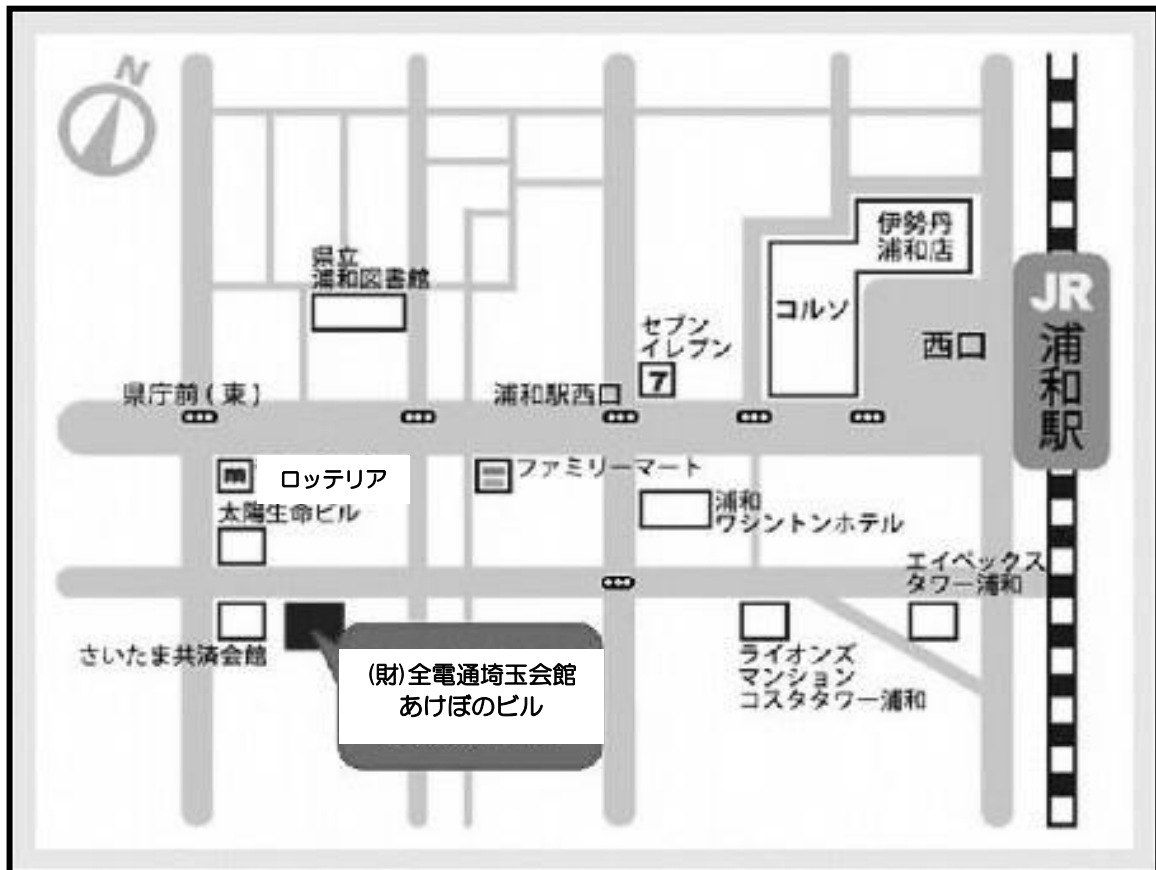 N
伊勢丹
浦和店
県立
浦和図書館
コルソ
JR
浦和駅
西口
セブン
イレブン
7
県庁前(東)
浦和駅西口
m
ロッテリア
ファミリーマート
太陽生命ビル
浦和
ワシントンホテル
エイペックス
タワー浦和
さいたま共済会館
(財)全電通埼玉会館
あけぼのビル
ライオンズ
マンション
コスタタワー浦和